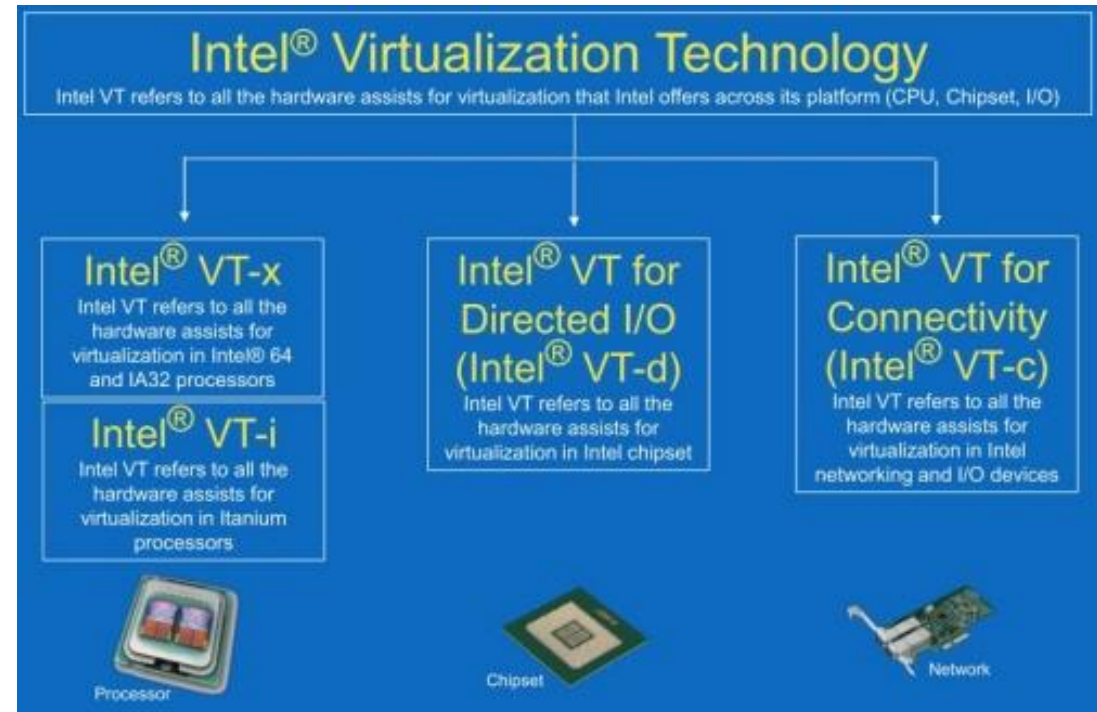 Intel® Virtualization Technology
Intel VT refers to all the hardware assists for virtualization that Intel offers across its platform (CPU, Chipset, I/O)
Intel® VT-x
Intel VT refers to all the
hardware assists for
virtualization in Intel® 64
and IA32 processors
Intel® VT-i
Intel VT refers to all the
hardware assists for
virtualization in Itanium
processors
Intel® VT for
Directed I/O
(Intel® VT-d)
Intel VT refers to all the
hardware assists for
virtualization in Intel chipset
Intel® VT for
Connectivity
(Intel® VT-c)
Intel VT refers to all the
hardware assists for
virtualization in Intel
networking and I/O devices
Processor
Chipset
Network